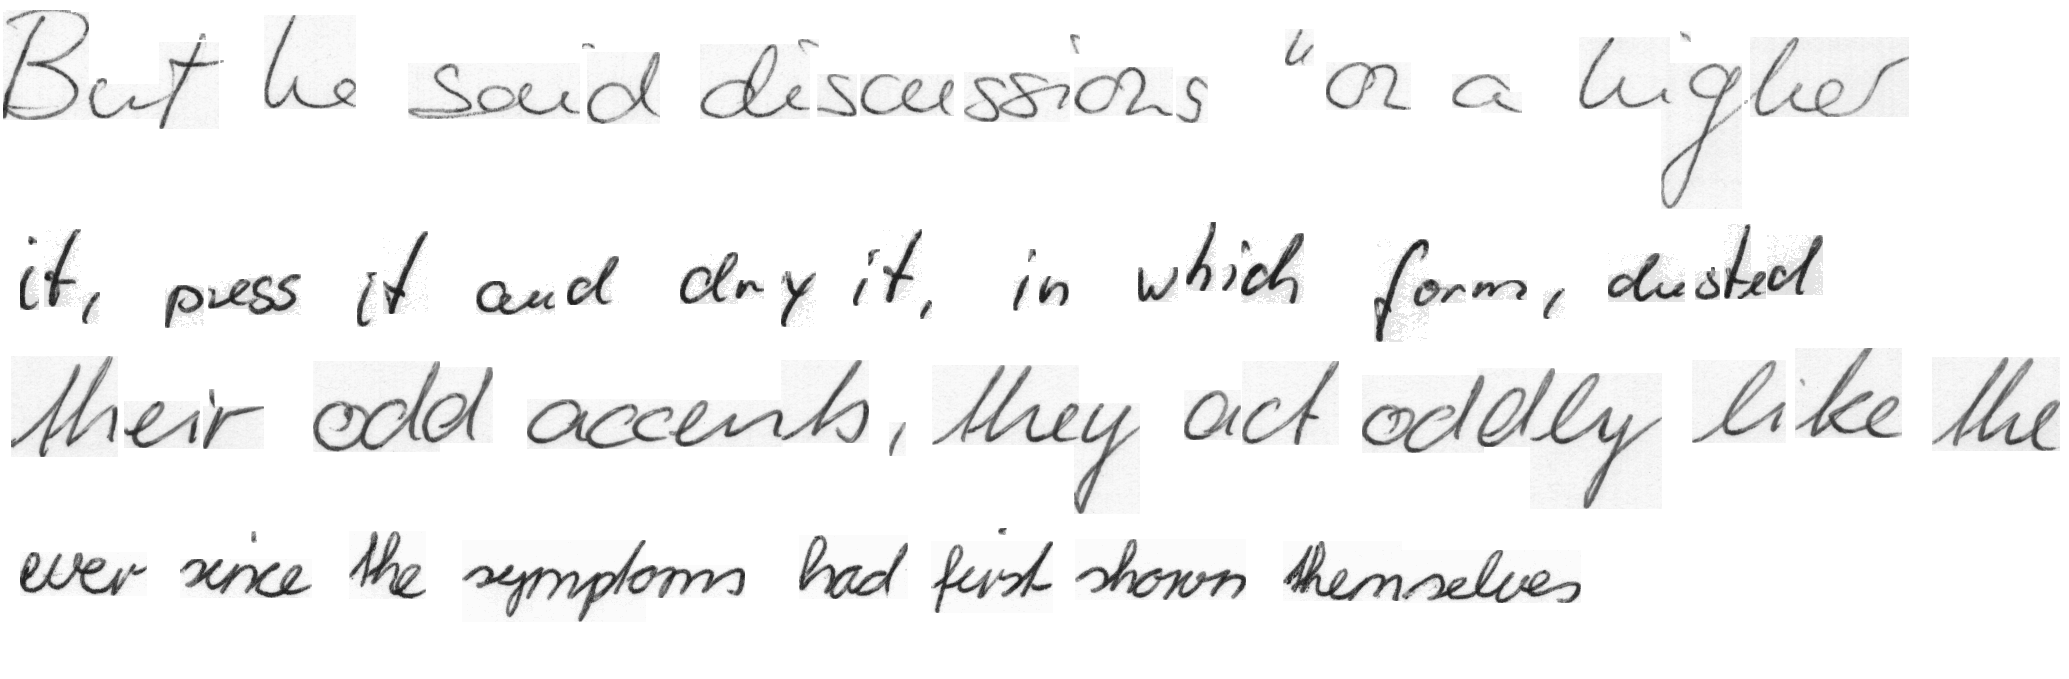 But he said discussions "on a higher
it, press it and dry it, in which form, dusted
their odd accents, they act oddly like the
ever since the symptoms had first shown themselves